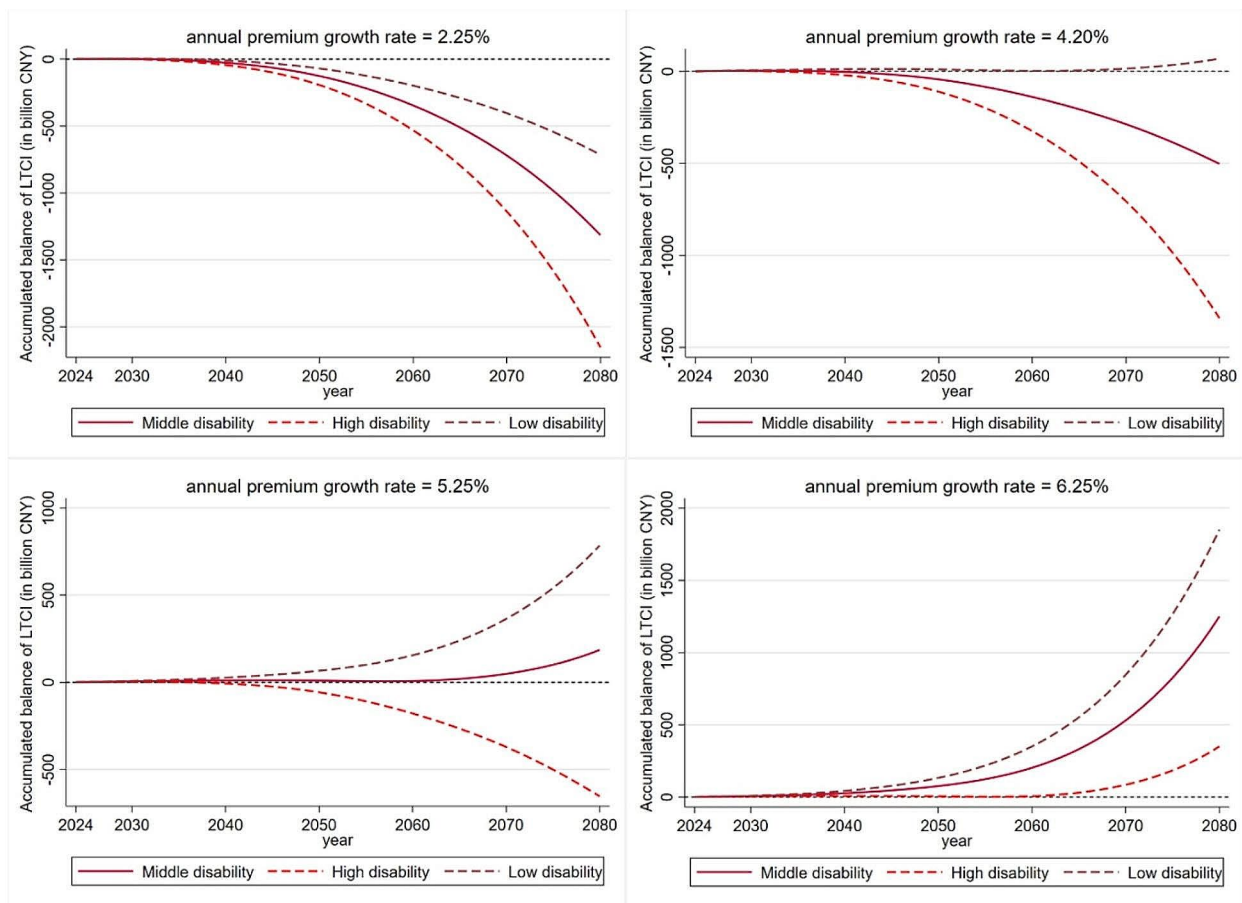 annual premium growth rate = 2.25%
Accumulated balance of LTCI (in billion CNY)
0
-500
-1000
-1500
-2000
2024 2030 2040 2050 2060 2070 2080
year
Middle disability High disability Low disability
annual premium growth rate = 4.20%
Accumulated balance of LTCI (in billion CNY)
0
-500
-1000
-1500
2024 2030 2040 2050 2060 2070 2080
year
Middle disability High disability Low disability
annual premium growth rate = 5.25%
Accumulated balance of LTCI (in billion CNY)
1000
500
0
-500
2024 2030 2040 2050 2060 2070 2080
year
Middle disability High disability Low disability
annual premium growth rate = 6.25%
Accumulated balance of LTCI (in billion CNY)
2000
1500
1000
500
0
2024 2030 2040 2050 2060 2070 2080
year
Middle disability High disability Low disability